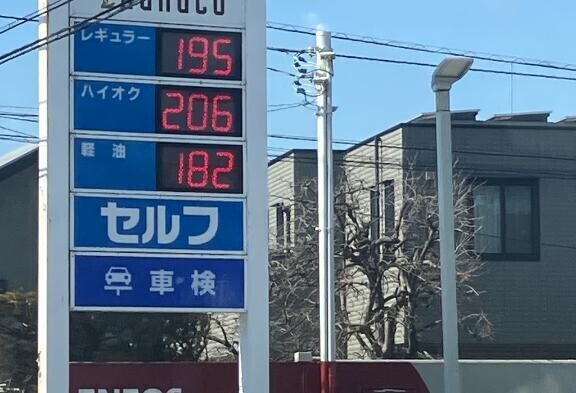 レギュラー 195
ハイオク 206
軽油 182
セルフ
車検
ENEOS